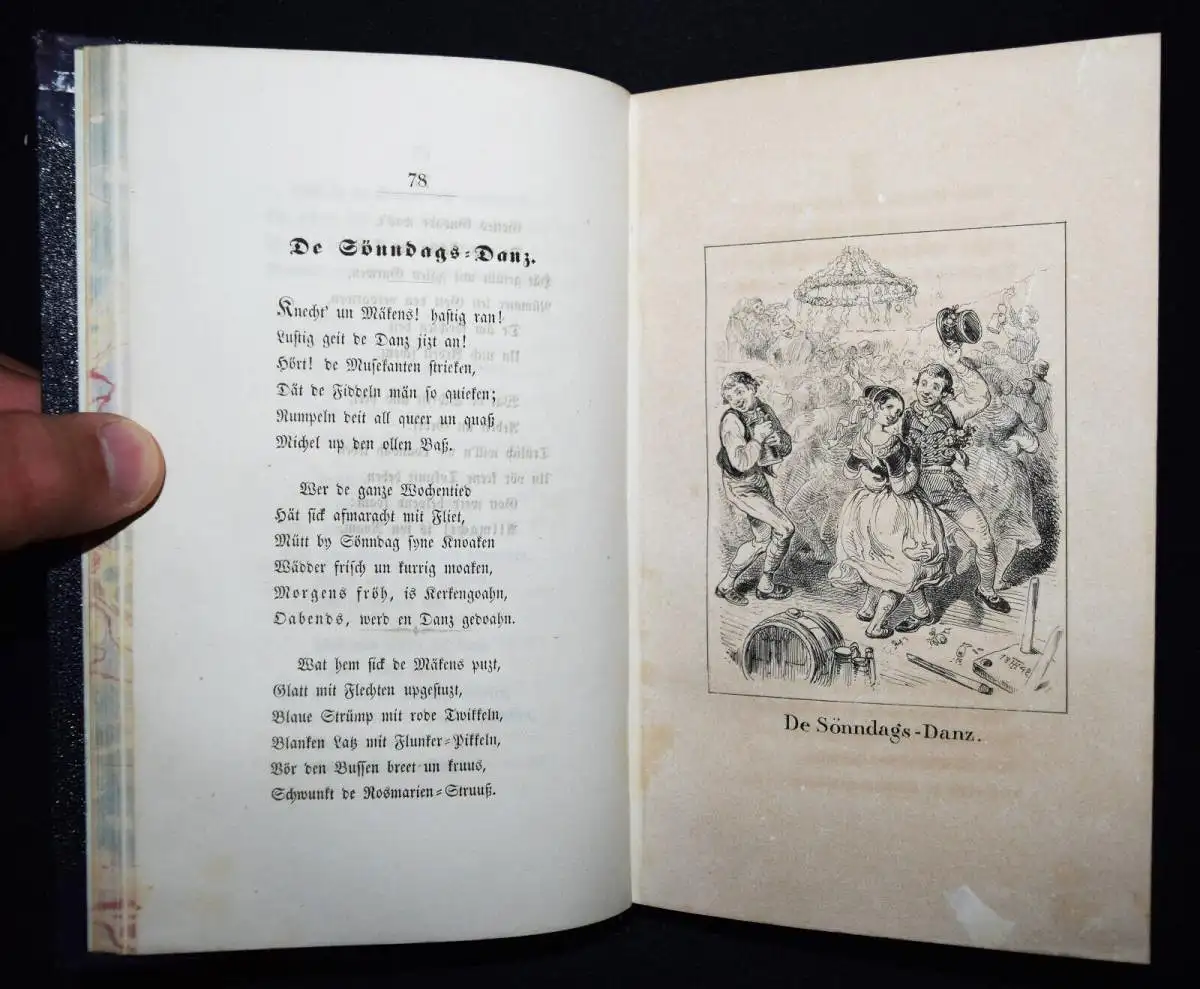 78
De Sönndags-Danz.
Knecht' un Mäkens! hastig ran!
Lustig geit de Danz jizt an!
Hört! de Musekanten strieken,
Dät de Fiddeln män so quieken;
Rumpeln deit all queer un quaß
Michel up den ollen Baß.
Wer de ganze Wochentied
Hät sick afmaracht mit Fliet,
Mütt by Sönndag syne Knoaken
Wädder frisch un kurrig moaken,
Morgens fröh, is Kerkengoahn,
Oabends, werd en Danz gedoahn.
Wat hem sick de Mäkens puzt,
Glatt mit Flechten upgestuzt,
Blaue Strümp mit rode Twikkeln,
Blanken Latz mit Flunker-Pikkeln,
Vör den Bussen breet un kruus,
Schwunkt de Rosmarien-Struuß.
De Sönndags-Danz.